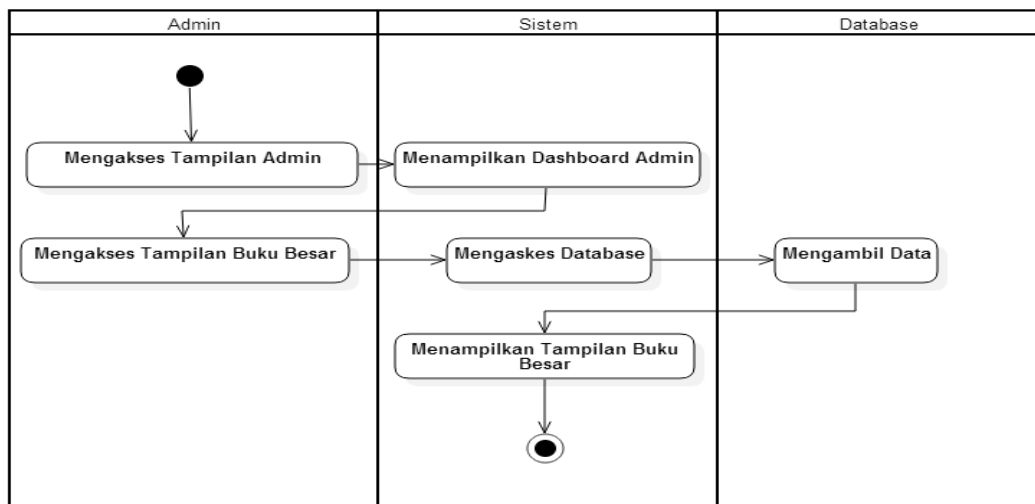 Admin
Sistem
Database
Mengakses Tampilan Admin
Menampilkan Dashboard Admin
Mengakses Tampilan Buku Besar
Mengaskes Database
Mengambil Data
Menampilkan Tampilan Buku
Besar